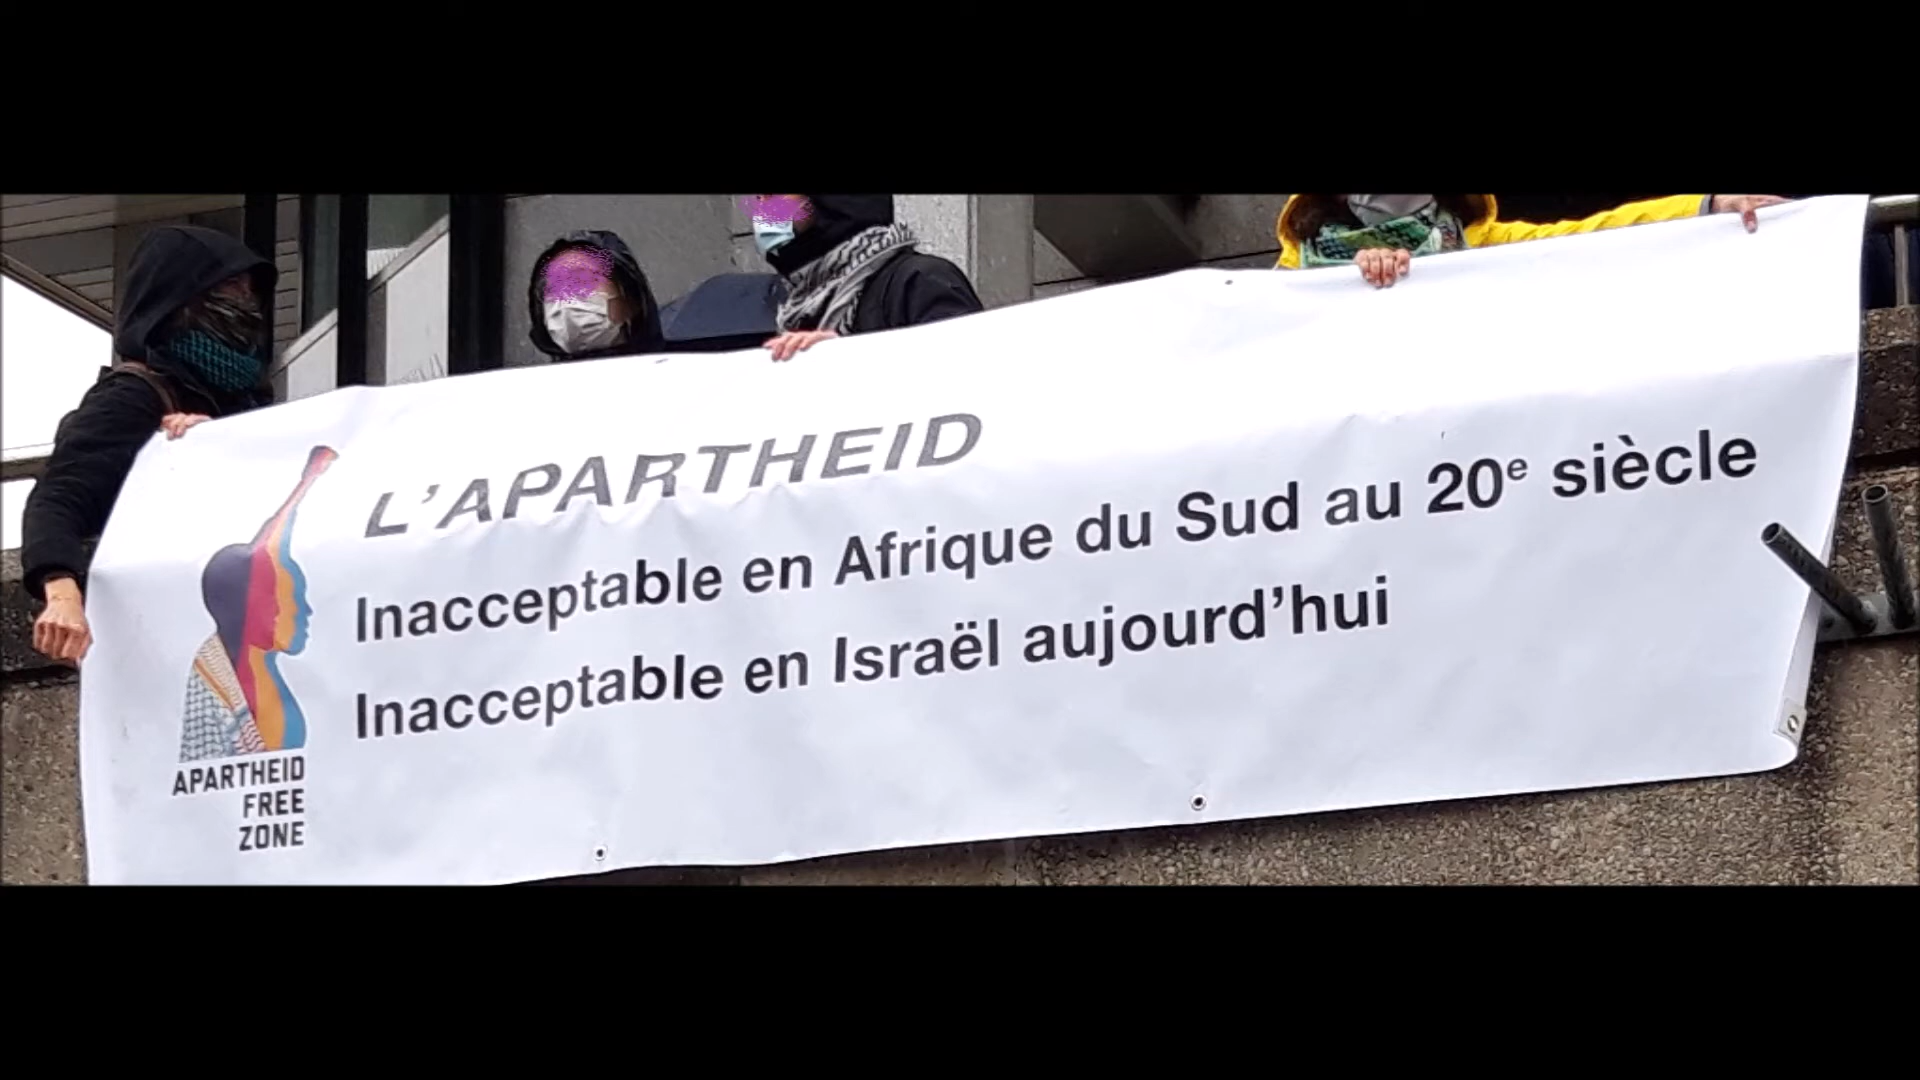 L'APARTHEID
Inacceptable en Afrique du Sud au 20e siècle
Inacceptable en Israël aujourd'hui
APARTHEID
FREE
ZONE